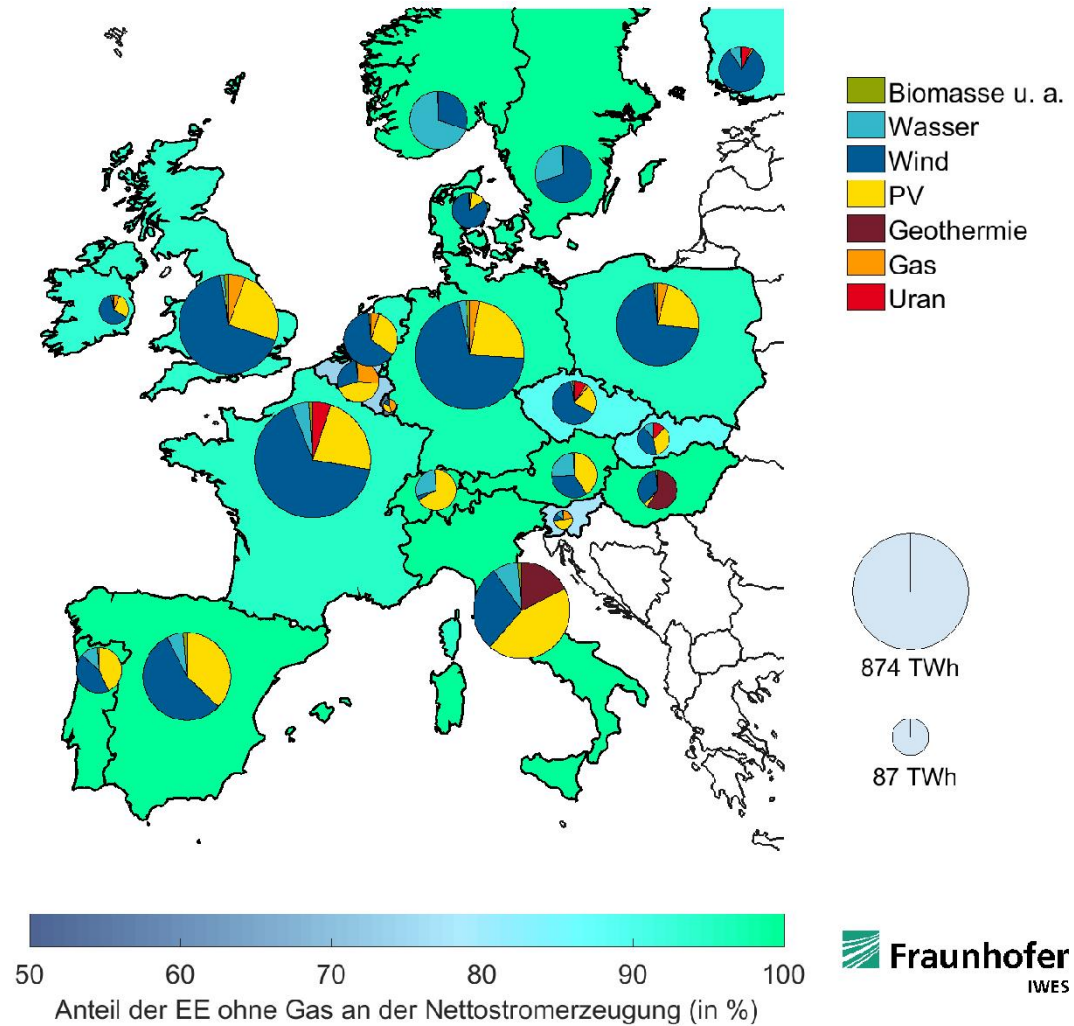 Biomasse u. a.
Wasser
Wind
PV
Geothermie
Gas
Uran
874 TWh
87 TWh
50 60 70 80 90 100
Anteil der EE ohne Gas an der Nettostromerzeugung (in %)
Fraunhofer
IWES